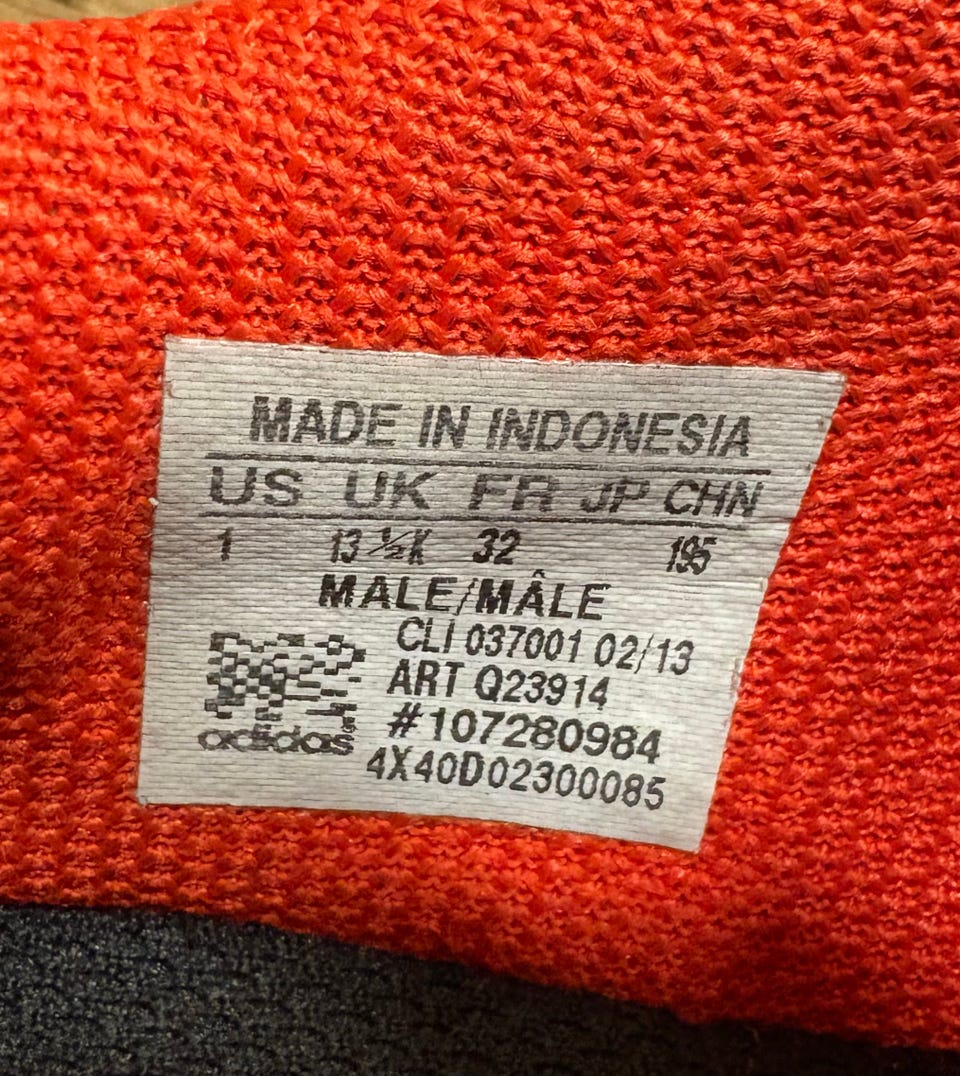 MADE IN INDONESIA
US UK FR JP CHN
1 13 ½K 32 195
MALE/MÂLE
CLI 037001 02/13
ART Q23914
#107280984
adidas
4X40D02300085